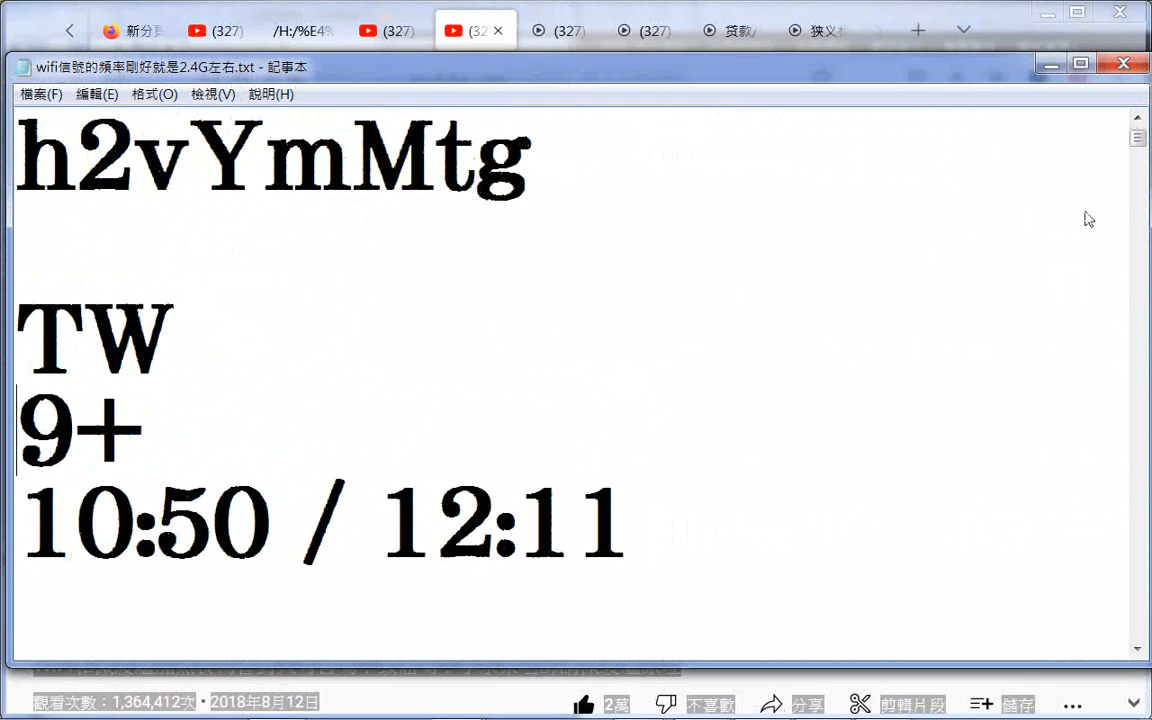 新分頁
(327)
/H:/%E4%
(327)
(32
(327)
(327)
贷款/
狭义
wifi信號的頻率剛好就是2.4G左右.txt - 記事本
檔案(F) 編輯(E) 格式(O) 檢視(V) 說明(H)
h2vYmMtg
TW
9+
10:50 / 12:11
觀看次數：1,364,412次 • 2018年8月12日
2萬
不喜歡
分享
剪輯片段
儲存